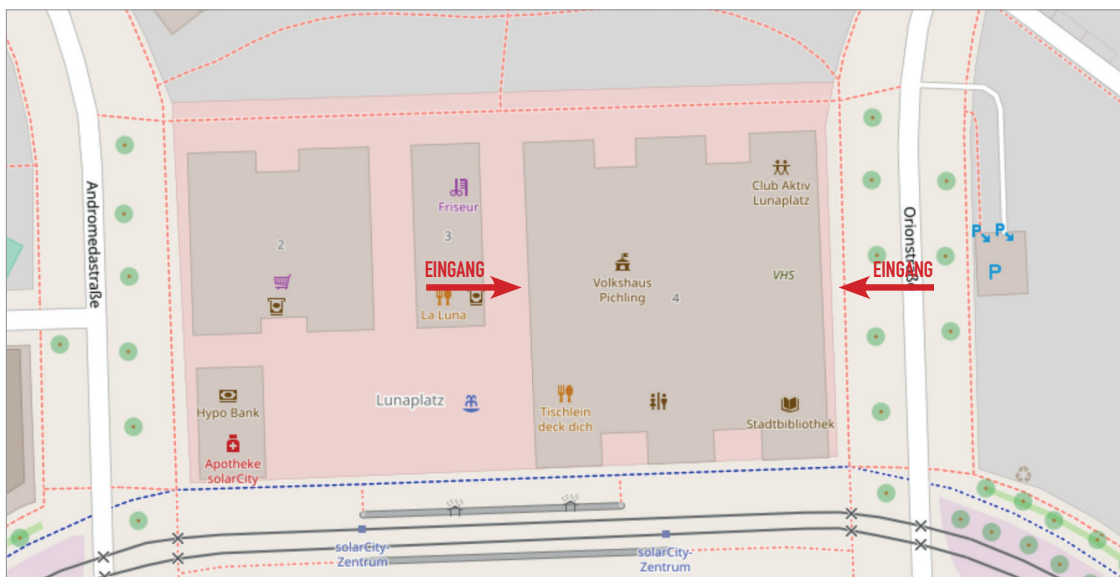 Andromedastraße
Orionstraße
Friseur
Club Aktiv
Lunaplatz
2
3
EINGANG
EINGANG
Volkshaus
Pichling
4
VHS
P
P
P
La Luna
Hypo Bank
Lunaplatz
Tischlein
deck dich
Stadtbibliothek
Apotheke
solarCity
solarCity-
Zentrum
solarCity-
Zentrum